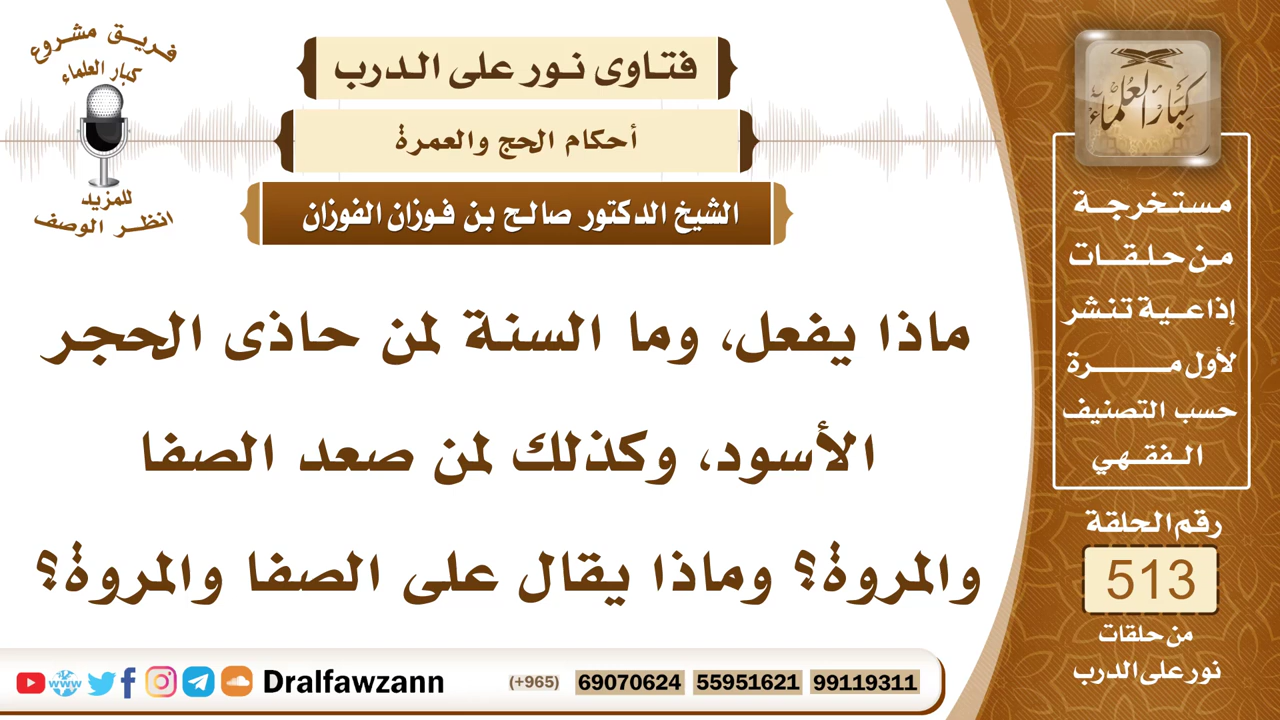 فريق مشروع
كبار العلماء
للمزيد
انظر الوصف
فتاوى نور على الدرب
أحكام الحج والعمرة
الشيخ الدكتور صالح بن فوزان الفوزان
ماذا يفعل، وما السنة لمن حاذى الحجر
الأسود، وكذلك لمن صعد الصفا
والمروة؟ وماذا يقال على الصفا والمروة؟
كبار العلماء
مستخرجة
من حلقات
إذاعية تنشر
لأول مرة
حسب التصنيف
الفقهي
رقم الحلقة
513
من حلقات
نور على الدرب
www Dralfawzann (+965) 69070624 55951621 99119311